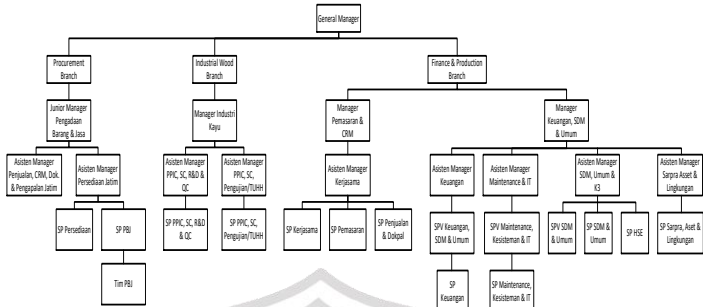 General Manager
Procurement
Branch
Industrial Wood
Branch
Finance & Production
Branch
Junior Manager
Pengadaan
Barang & Jasa
Manager Industri
Kayu
Manager
Pemasaran &
CRM
Manager
Keuangan, SDM
& Umum
Asisten Manager
Penjualan, CRM, Dok.
& Pengapalan Jatim
Asisten Manager
Persediaan Jatim
Asisten Manager
PPIC, SC, R&D &
QC
Asisten Manager
PPIC, SC,
Pengujian/TUHH
Asisten Manager
Kerjasama
Asisten Manager
Keuangan
Asisten Manager
Maintenance & IT
Asisten Manager
SDM, Umum &
K3
Asisten Manager
Sarpra Asset &
Lingkungan
SP Persediaan
SP PBJ
SP PPIC, SC, R&D
& QC
SP PPIC, SC,
Pengujian/TUHH
SP Kerjasama
SP Pemasaran
SP Penjualan
& Dokpal
SPV Keuangan,
SDM & Umum
SPV Maintenance,
Kesisteman & IT
SPV SDM
& Umum
SP SDM &
Umum
SP HSE
SP Sarpra, Aset &
Lingkungan
Tim PBJ
SP
Keuangan
SP Maintenance,
Kesisteman & IT